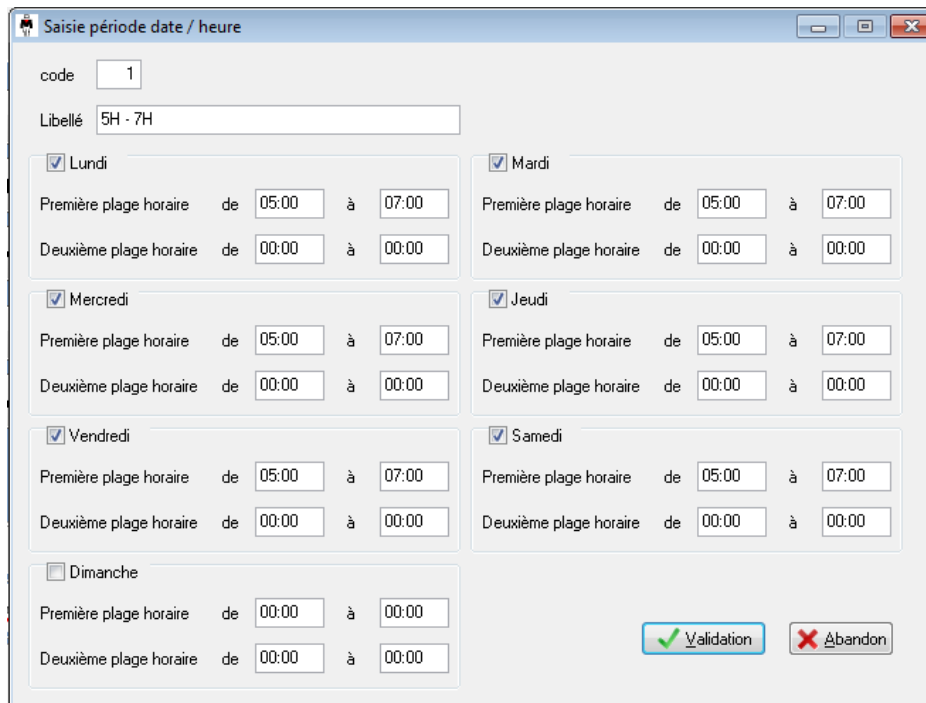 Saisie période date / heure
code 1
Libellé 5H - 7H
Lundi
Première plage horaire de 05:00 à 07:00
Deuxième plage horaire de 00:00 à 00:00
Mardi
Première plage horaire de 05:00 à 07:00
Deuxième plage horaire de 00:00 à 00:00
Mercredi
Première plage horaire de 05:00 à 07:00
Deuxième plage horaire de 00:00 à 00:00
Jeudi
Première plage horaire de 05:00 à 07:00
Deuxième plage horaire de 00:00 à 00:00
Vendredi
Première plage horaire de 05:00 à 07:00
Deuxième plage horaire de 00:00 à 00:00
Samedi
Première plage horaire de 05:00 à 07:00
Deuxième plage horaire de 00:00 à 00:00
Dimanche
Première plage horaire de 00:00 à 00:00
Deuxième plage horaire de 00:00 à 00:00
Validation
Abandon